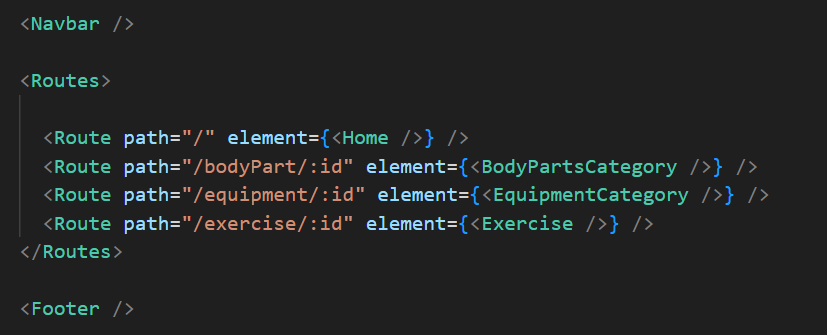 <Navbar />
<Routes>
<Route path="/" element={<Home />} />
<Route path="/bodyPart/:id" element={<BodyPartsCategory />} />
<Route path="/equipment/:id" element={<EquipmentCategory />} />
<Route path="/exercise/:id" element={<Exercise />} />
</Routes>
<Footer />